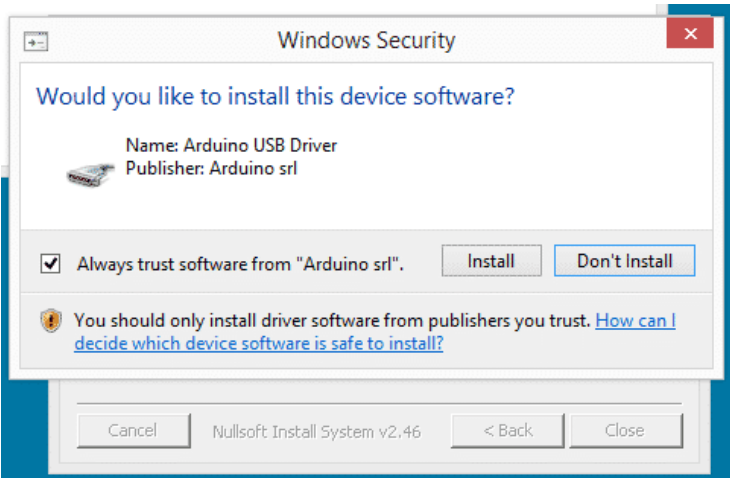 Windows Security
Would you like to install this device software?
Name: Arduino USB Driver
Publisher: Arduino srl
Always trust software from "Arduino srl".
Install
Don't Install
You should only install driver software from publishers you trust. How can I
decide which device software is safe to install?
Cancel
Nullsoft Install System v2.46
< Back
Close